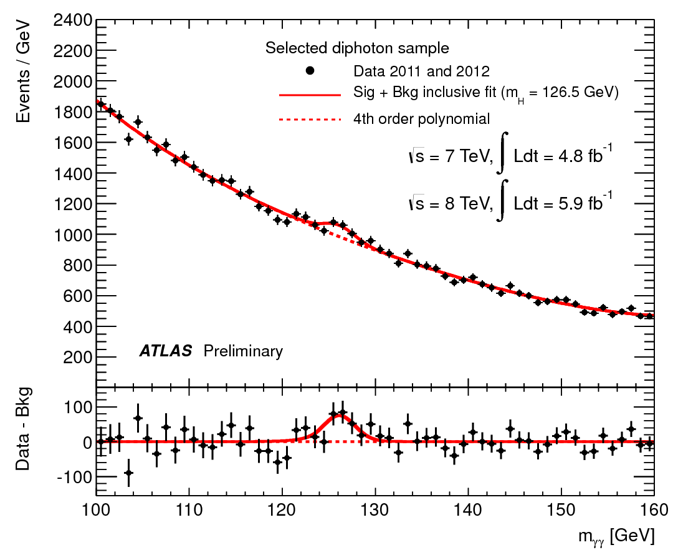 2400
2200
2000
1800
1600
1400
1200
1000
800
600
400
200
Events / GeV
Selected diphoton sample
Data 2011 and 2012
Sig + Bkg inclusive fit (m_H = 126.5 GeV)
4th order polynomial
√s = 7 TeV, ∫ Ldt = 4.8 fb⁻¹
√s = 8 TeV, ∫ Ldt = 5.9 fb⁻¹
ATLAS Preliminary
Data - Bkg
100
0
-100
100 110 120 130 140 150 160
m_γγ [GeV]